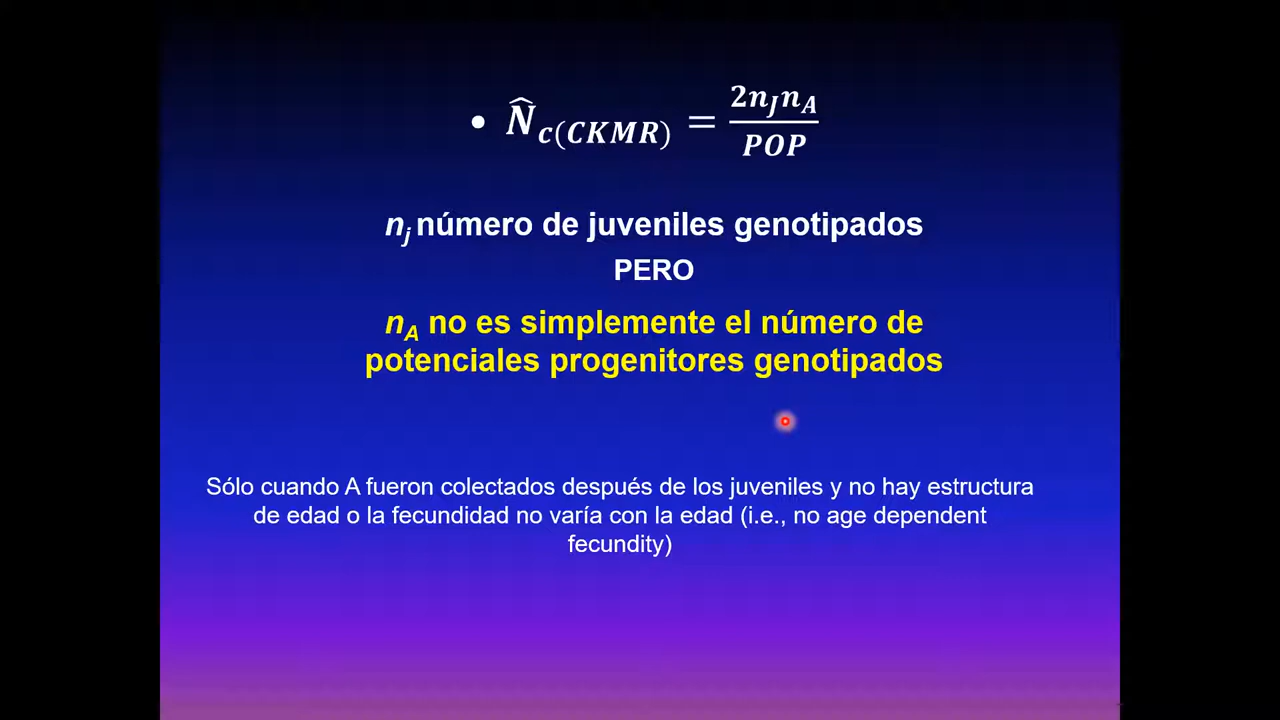 • N̂c(CKMR) = 2nJnA / POP
nj número de juveniles genotipados
PERO
nA no es simplemente el número de
potenciales progenitores genotipados
Sólo cuando A fueron colectados después de los juveniles y no hay estructura
de edad o la fecundidad no varía con la edad (i.e., no age dependent
fecundity)